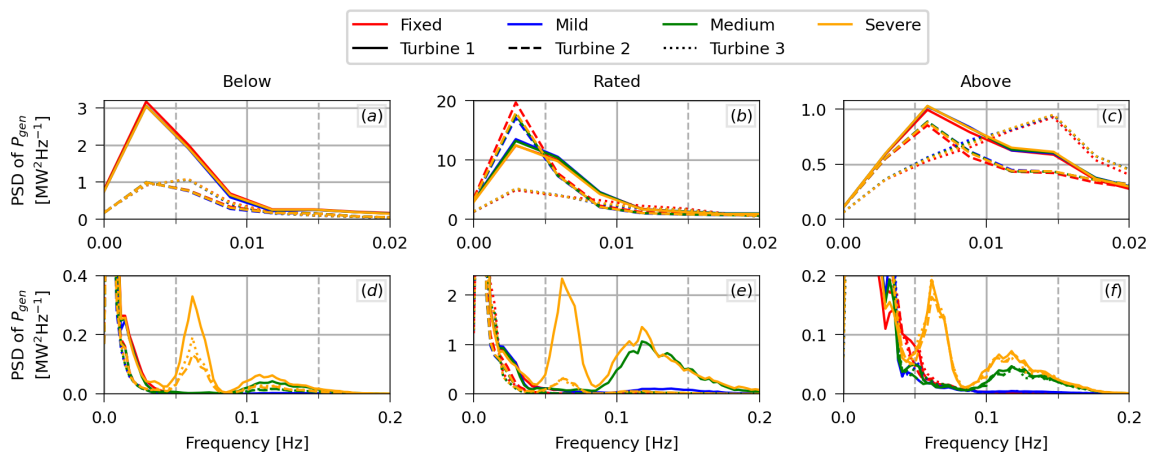 Fixed Mild Medium Severe
Turbine 1 Turbine 2 Turbine 3
Below Rated Above
PSD of P_gen
[MW²Hz⁻¹]
3
2
1
0
(a)
0.00 0.01 0.02
20
10
0
(b)
0.00 0.01 0.02
1.0
0.5
0.0
(c)
0.00 0.01 0.02
PSD of P_gen
[MW²Hz⁻¹]
0.4
0.2
0.0
(d)
0.0 0.1 0.2
Frequency [Hz]
2
1
0
(e)
0.0 0.1 0.2
Frequency [Hz]
0.2
0.1
0.0
(f)
0.0 0.1 0.2
Frequency [Hz]